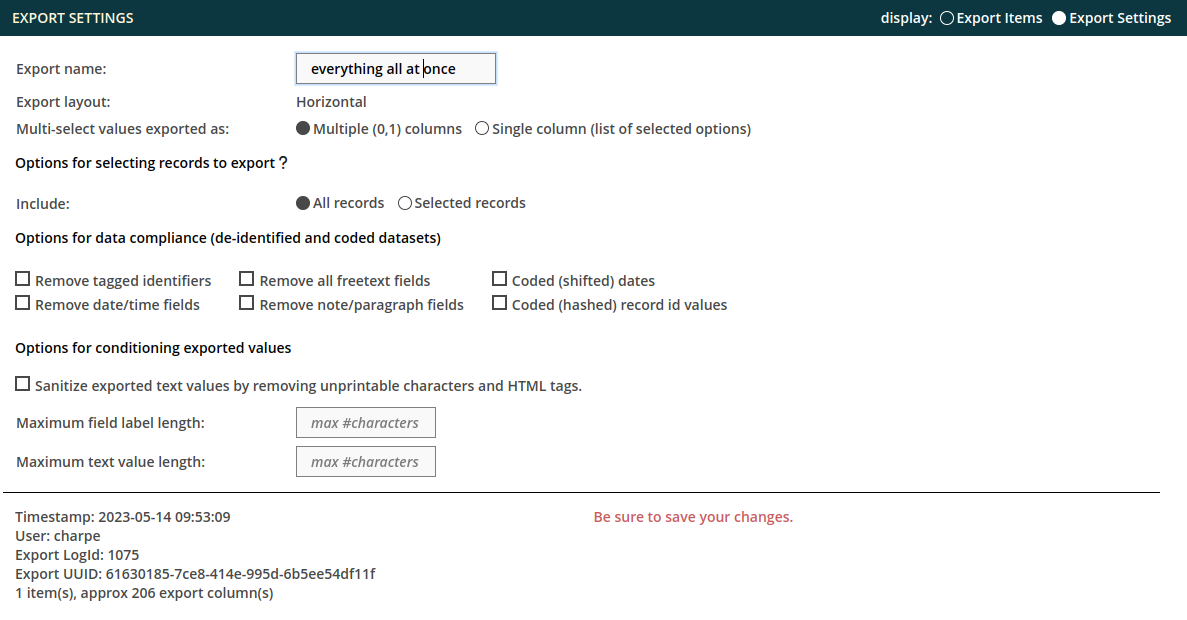 EXPORT SETTINGS display: Export Items Export Settings
Export name: everything all at once
Export layout: Horizontal
Multi-select values exported as: Multiple (0,1) columns Single column (list of selected options)
Options for selecting records to export ?
Include: All records Selected records
Options for data compliance (de-identified and coded datasets)
Remove tagged identifiers Remove all freetext fields Coded (shifted) dates
Remove date/time fields Remove note/paragraph fields Coded (hashed) record id values
Options for conditioning exported values
Sanitize exported text values by removing unprintable characters and HTML tags.
Maximum field label length: max #characters
Maximum text value length: max #characters
Timestamp: 2023-05-14 09:53:09 Be sure to save your changes.
User: charpe
Export LogId: 1075
Export UUID: 61630185-7ce8-414e-995d-6b5ee54df11f
1 item(s), approx 206 export column(s)